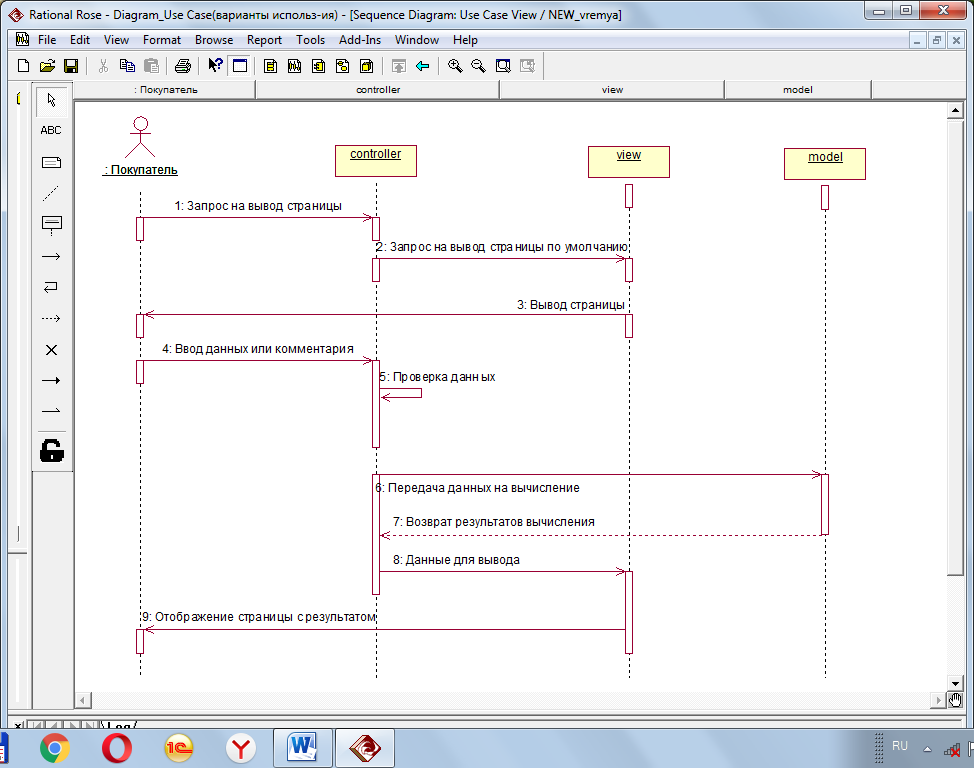 Rational Rose - Diagram_Use Case(варианты использ-ия) - [Sequence Diagram: Use Case View / NEW_vremya]
File Edit View Format Browse Report Tools Add-Ins Window Help
: Покупатель controller view model
ABC
: Покупатель
controller
view
model
1: Запрос на вывод страницы
2: Запрос на вывод страницы по умолчанию
3: Вывод страницы
4: Ввод данных или комментария
5: Проверка данных
6: Передача данных на вычисление
7: Возврат результатов вычисления
8: Данные для вывода
9: Отображение страницы с результатом
Log
1С
Y
W
RU